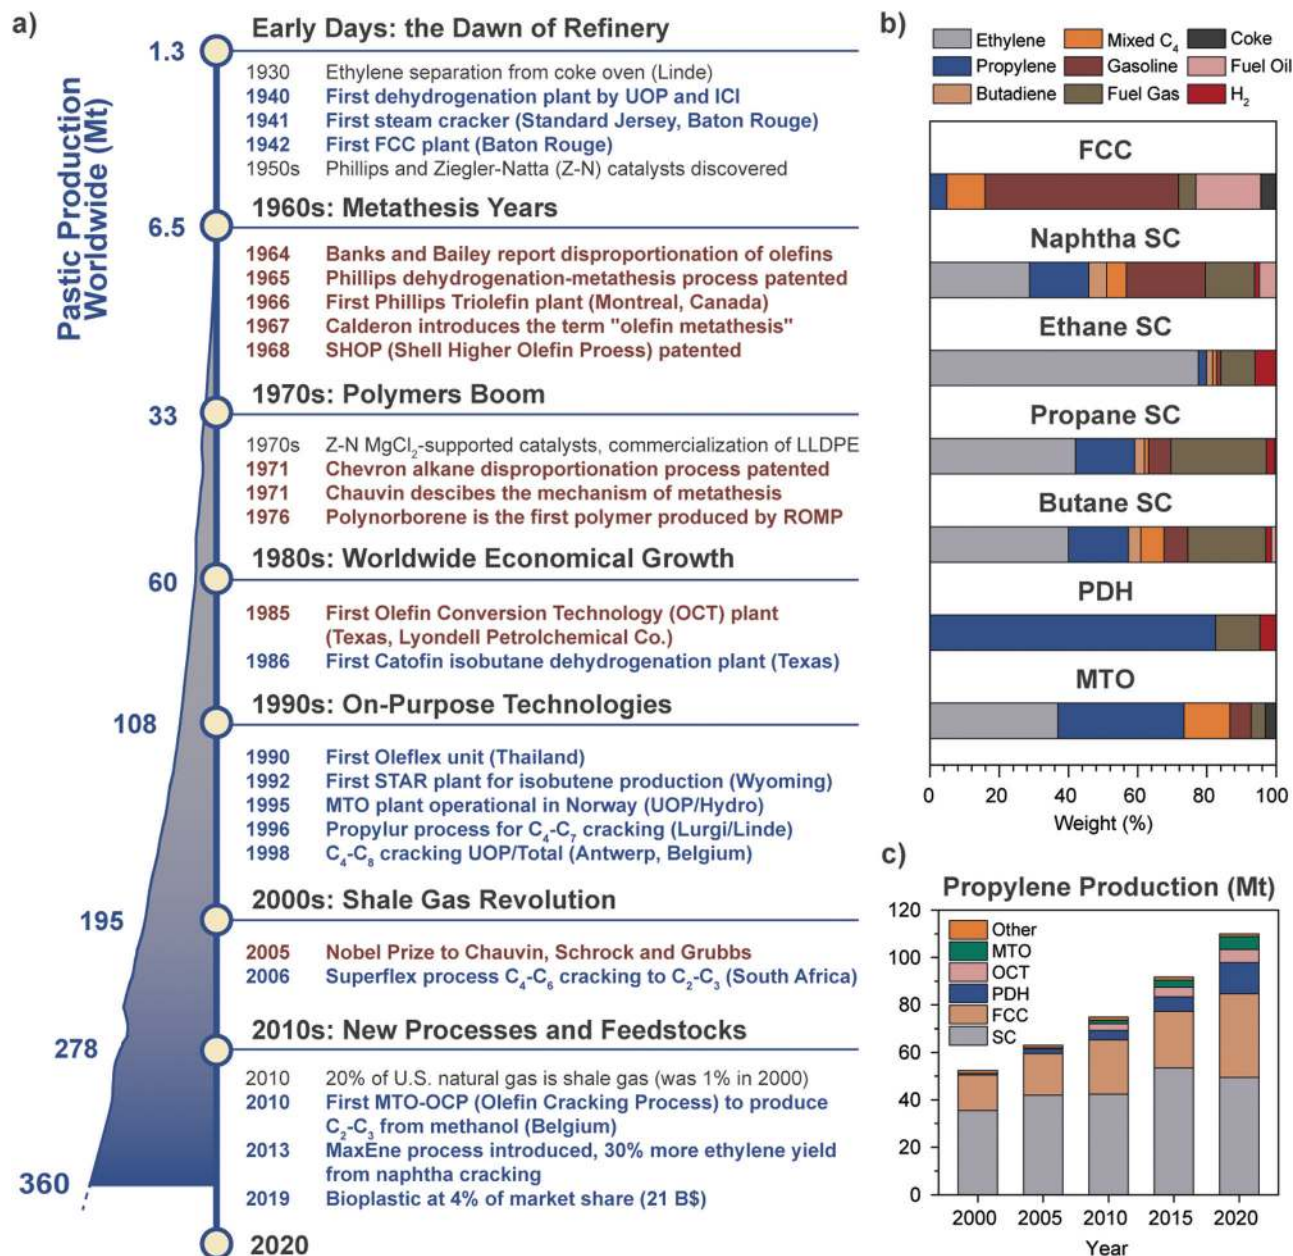 a)
Pastic Production
Worldwide (Mt)
1.3
Early Days: the Dawn of Refinery
1930 Ethylene separation from coke oven (Linde)
1940 First dehydrogenation plant by UOP and ICI
1941 First steam cracker (Standard Jersey, Baton Rouge)
1942 First FCC plant (Baton Rouge)
1950s Phillips and Ziegler-Natta (Z-N) catalysts discovered
6.5
1960s: Metathesis Years
1964 Banks and Bailey report disproportionation of olefins
1965 Phillips dehydrogenation-metathesis process patented
1966 First Phillips Triolefin plant (Montreal, Canada)
1967 Calderon introduces the term "olefin metathesis"
1968 SHOP (Shell Higher Olefin Proess) patented
33
1970s: Polymers Boom
1970s Z-N MgCl₂-supported catalysts, commercialization of LLDPE
1971 Chevron alkane disproportionation process patented
1971 Chauvin descibes the mechanism of metathesis
1976 Polynorborene is the first polymer produced by ROMP
60
1980s: Worldwide Economical Growth
1985 First Olefin Conversion Technology (OCT) plant
(Texas, Lyondell Petrolchemical Co.)
1986 First Catofin isobutane dehydrogenation plant (Texas)
108
1990s: On-Purpose Technologies
1990 First Oleflex unit (Thailand)
1992 First STAR plant for isobutene production (Wyoming)
1995 MTO plant operational in Norway (UOP/Hydro)
1996 Propylur process for C₄-C₇ cracking (Lurgi/Linde)
1998 C₄-C₈ cracking UOP/Total (Antwerp, Belgium)
195
2000s: Shale Gas Revolution
2005 Nobel Prize to Chauvin, Schrock and Grubbs
2006 Superflex process C₄-C₆ cracking to C₂-C₃ (South Africa)
278
2010s: New Processes and Feedstocks
2010 20% of U.S. natural gas is shale gas (was 1% in 2000)
2010 First MTO-OCP (Olefin Cracking Process) to produce
C₂-C₃ from methanol (Belgium)
2013 MaxEne process introduced, 30% more ethylene yield
from naphtha cracking
2019 Bioplastic at 4% of market share (21 B$)
360
2020
b)
Ethylene Mixed C₄ Coke
Propylene Gasoline Fuel Oil
Butadiene Fuel Gas H₂
FCC
Naphtha SC
Ethane SC
Propane SC
Butane SC
PDH
MTO
0 20 40 60 80 100
Weight (%)
c)
Propylene Production (Mt)
120
100
80
60
40
20
0
Other
MTO
OCT
PDH
FCC
SC
2000 2005 2010 2015 2020
Year